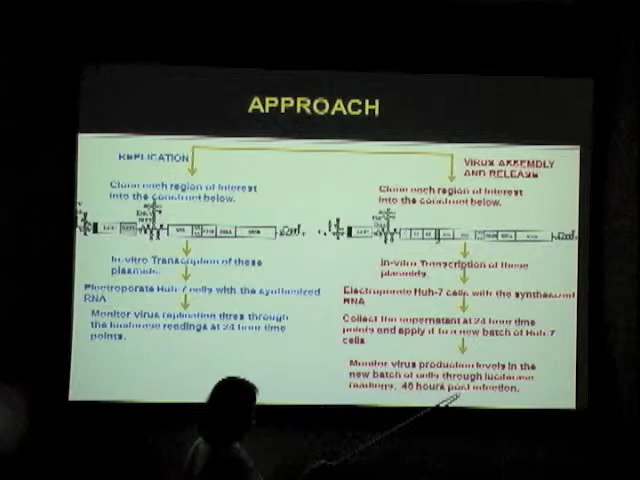 APPROACH
REPLICATION
Clone each region of interest
into the construct below.
In-vitro Transcription of these
plasmids.
Electroporate Huh-7 cells with the synthesized
RNA
Monitor virus replication titres through
the luciferase readings at 24 hour time
points.
VIRUS ASSEMBLY
AND RELEASE
Clone each region of interest
into the construct below.
In-vitro Transcription of these
plasmids.
Electroporate Huh-7 cells with the synthesized
RNA
Collect the supernatant at 24 hour time
points and apply it to a new batch of Huh-7
cells
Monitor virus production levels in the
new batch of cells through luciferase
readings, 48 hours post infection.